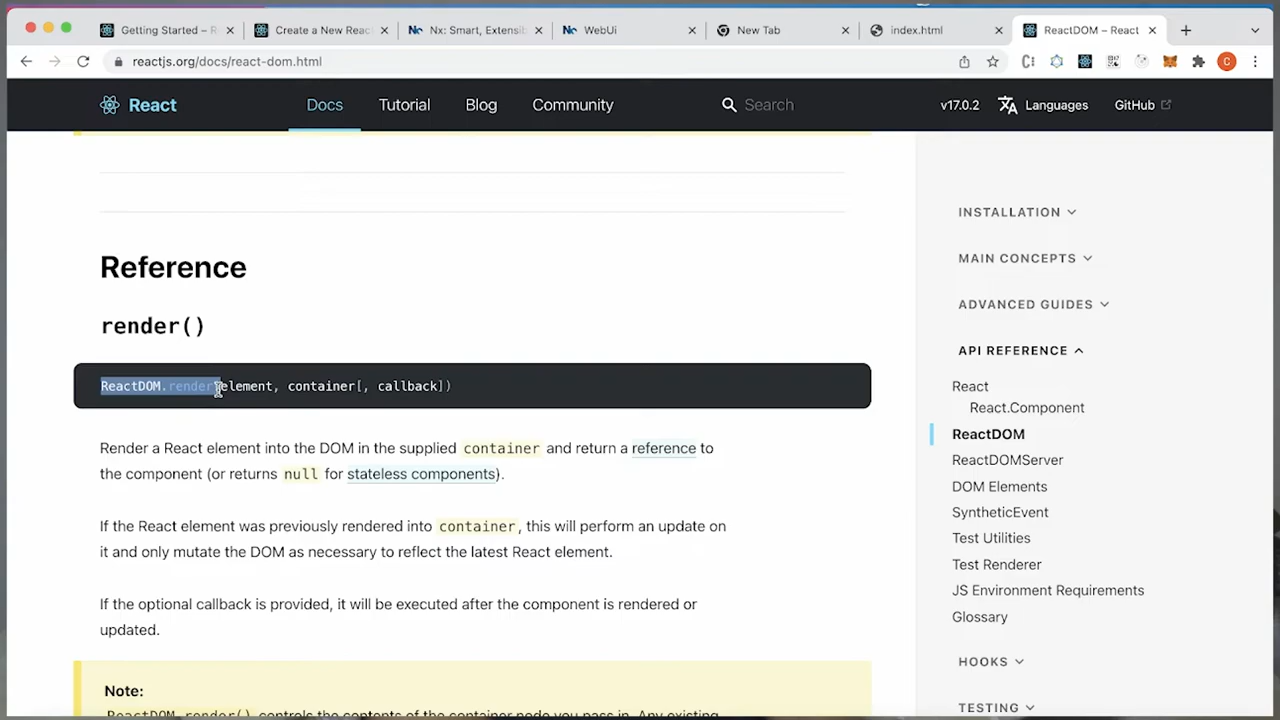 Getting Started – R
Create a New Reac
Nx: Smart, Extensib
WebUi
New Tab
index.html
ReactDOM – React
reactjs.org/docs/react-dom.html
C
React
Docs
Tutorial
Blog
Community
Search
v17.0.2
Languages
GitHub
Reference
render()
ReactDOM.render(element, container[, callback])
Render a React element into the DOM in the supplied container and return a reference to
the component (or returns null for stateless components).
If the React element was previously rendered into container, this will perform an update on
it and only mutate the DOM as necessary to reflect the latest React element.
If the optional callback is provided, it will be executed after the component is rendered or
updated.
Note:
ReactDOM.render() controls the contents of the container node you pass in. Any existing
INSTALLATION
MAIN CONCEPTS
ADVANCED GUIDES
API REFERENCE
React
React.Component
ReactDOM
ReactDOMServer
DOM Elements
SyntheticEvent
Test Utilities
Test Renderer
JS Environment Requirements
Glossary
HOOKS
TESTING